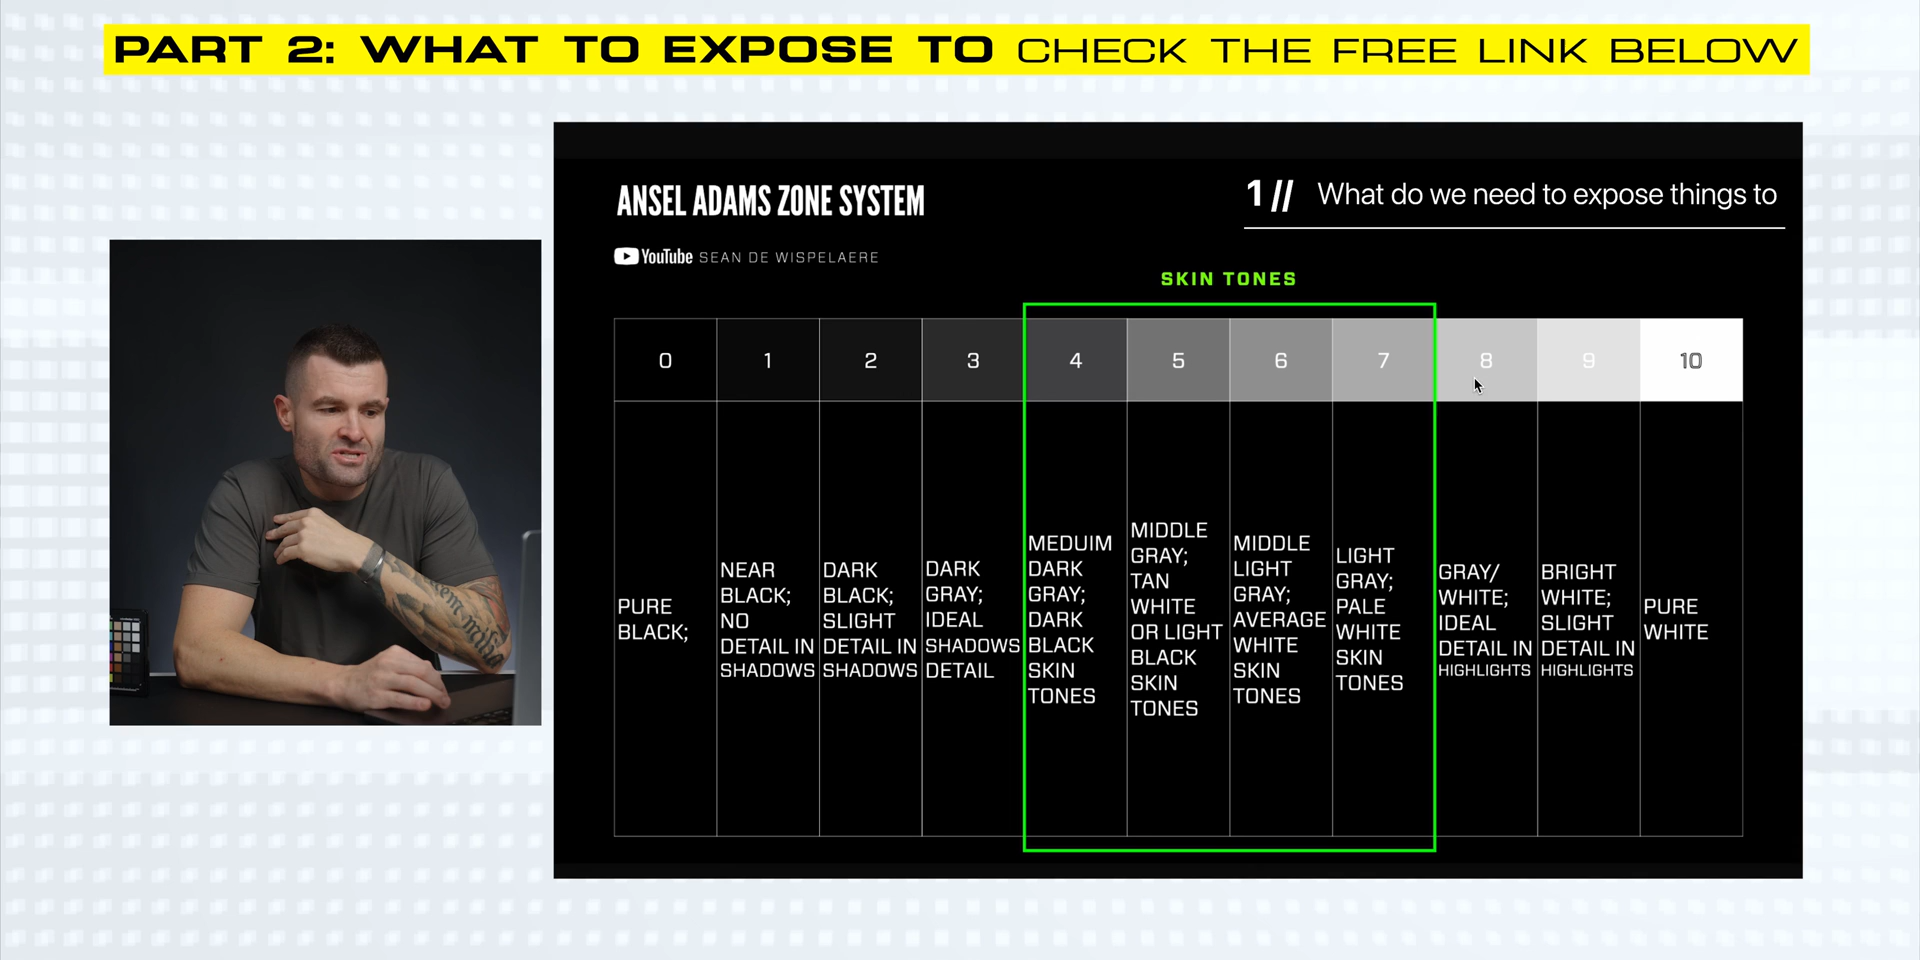 PART 2: WHAT TO EXPOSE TO CHECK THE FREE LINK BELOW
ANSEL ADAMS ZONE SYSTEM
1 // What do we need to expose things to
YouTube SEAN DE WISPELAERE
SKIN TONES
0 1 2 3 4 5 6 7 8 9 10
PURE
BLACK;
NEAR
BLACK;
NO
DETAIL IN
SHADOWS
DARK
BLACK;
SLIGHT
DETAIL IN
SHADOWS
DARK
GRAY;
IDEAL
SHADOWS
DETAIL
MEDUIM
DARK
GRAY;
DARK
BLACK
SKIN
TONES
MIDDLE
GRAY;
TAN
WHITE
OR LIGHT
BLACK
SKIN
TONES
MIDDLE
LIGHT
GRAY;
AVERAGE
WHITE
SKIN
TONES
LIGHT
GRAY;
PALE
WHITE
SKIN
TONES
GRAY/
WHITE;
IDEAL
DETAIL IN
HIGHLIGHTS
BRIGHT
WHITE;
SLIGHT
DETAIL IN
HIGHLIGHTS
PURE
WHITE